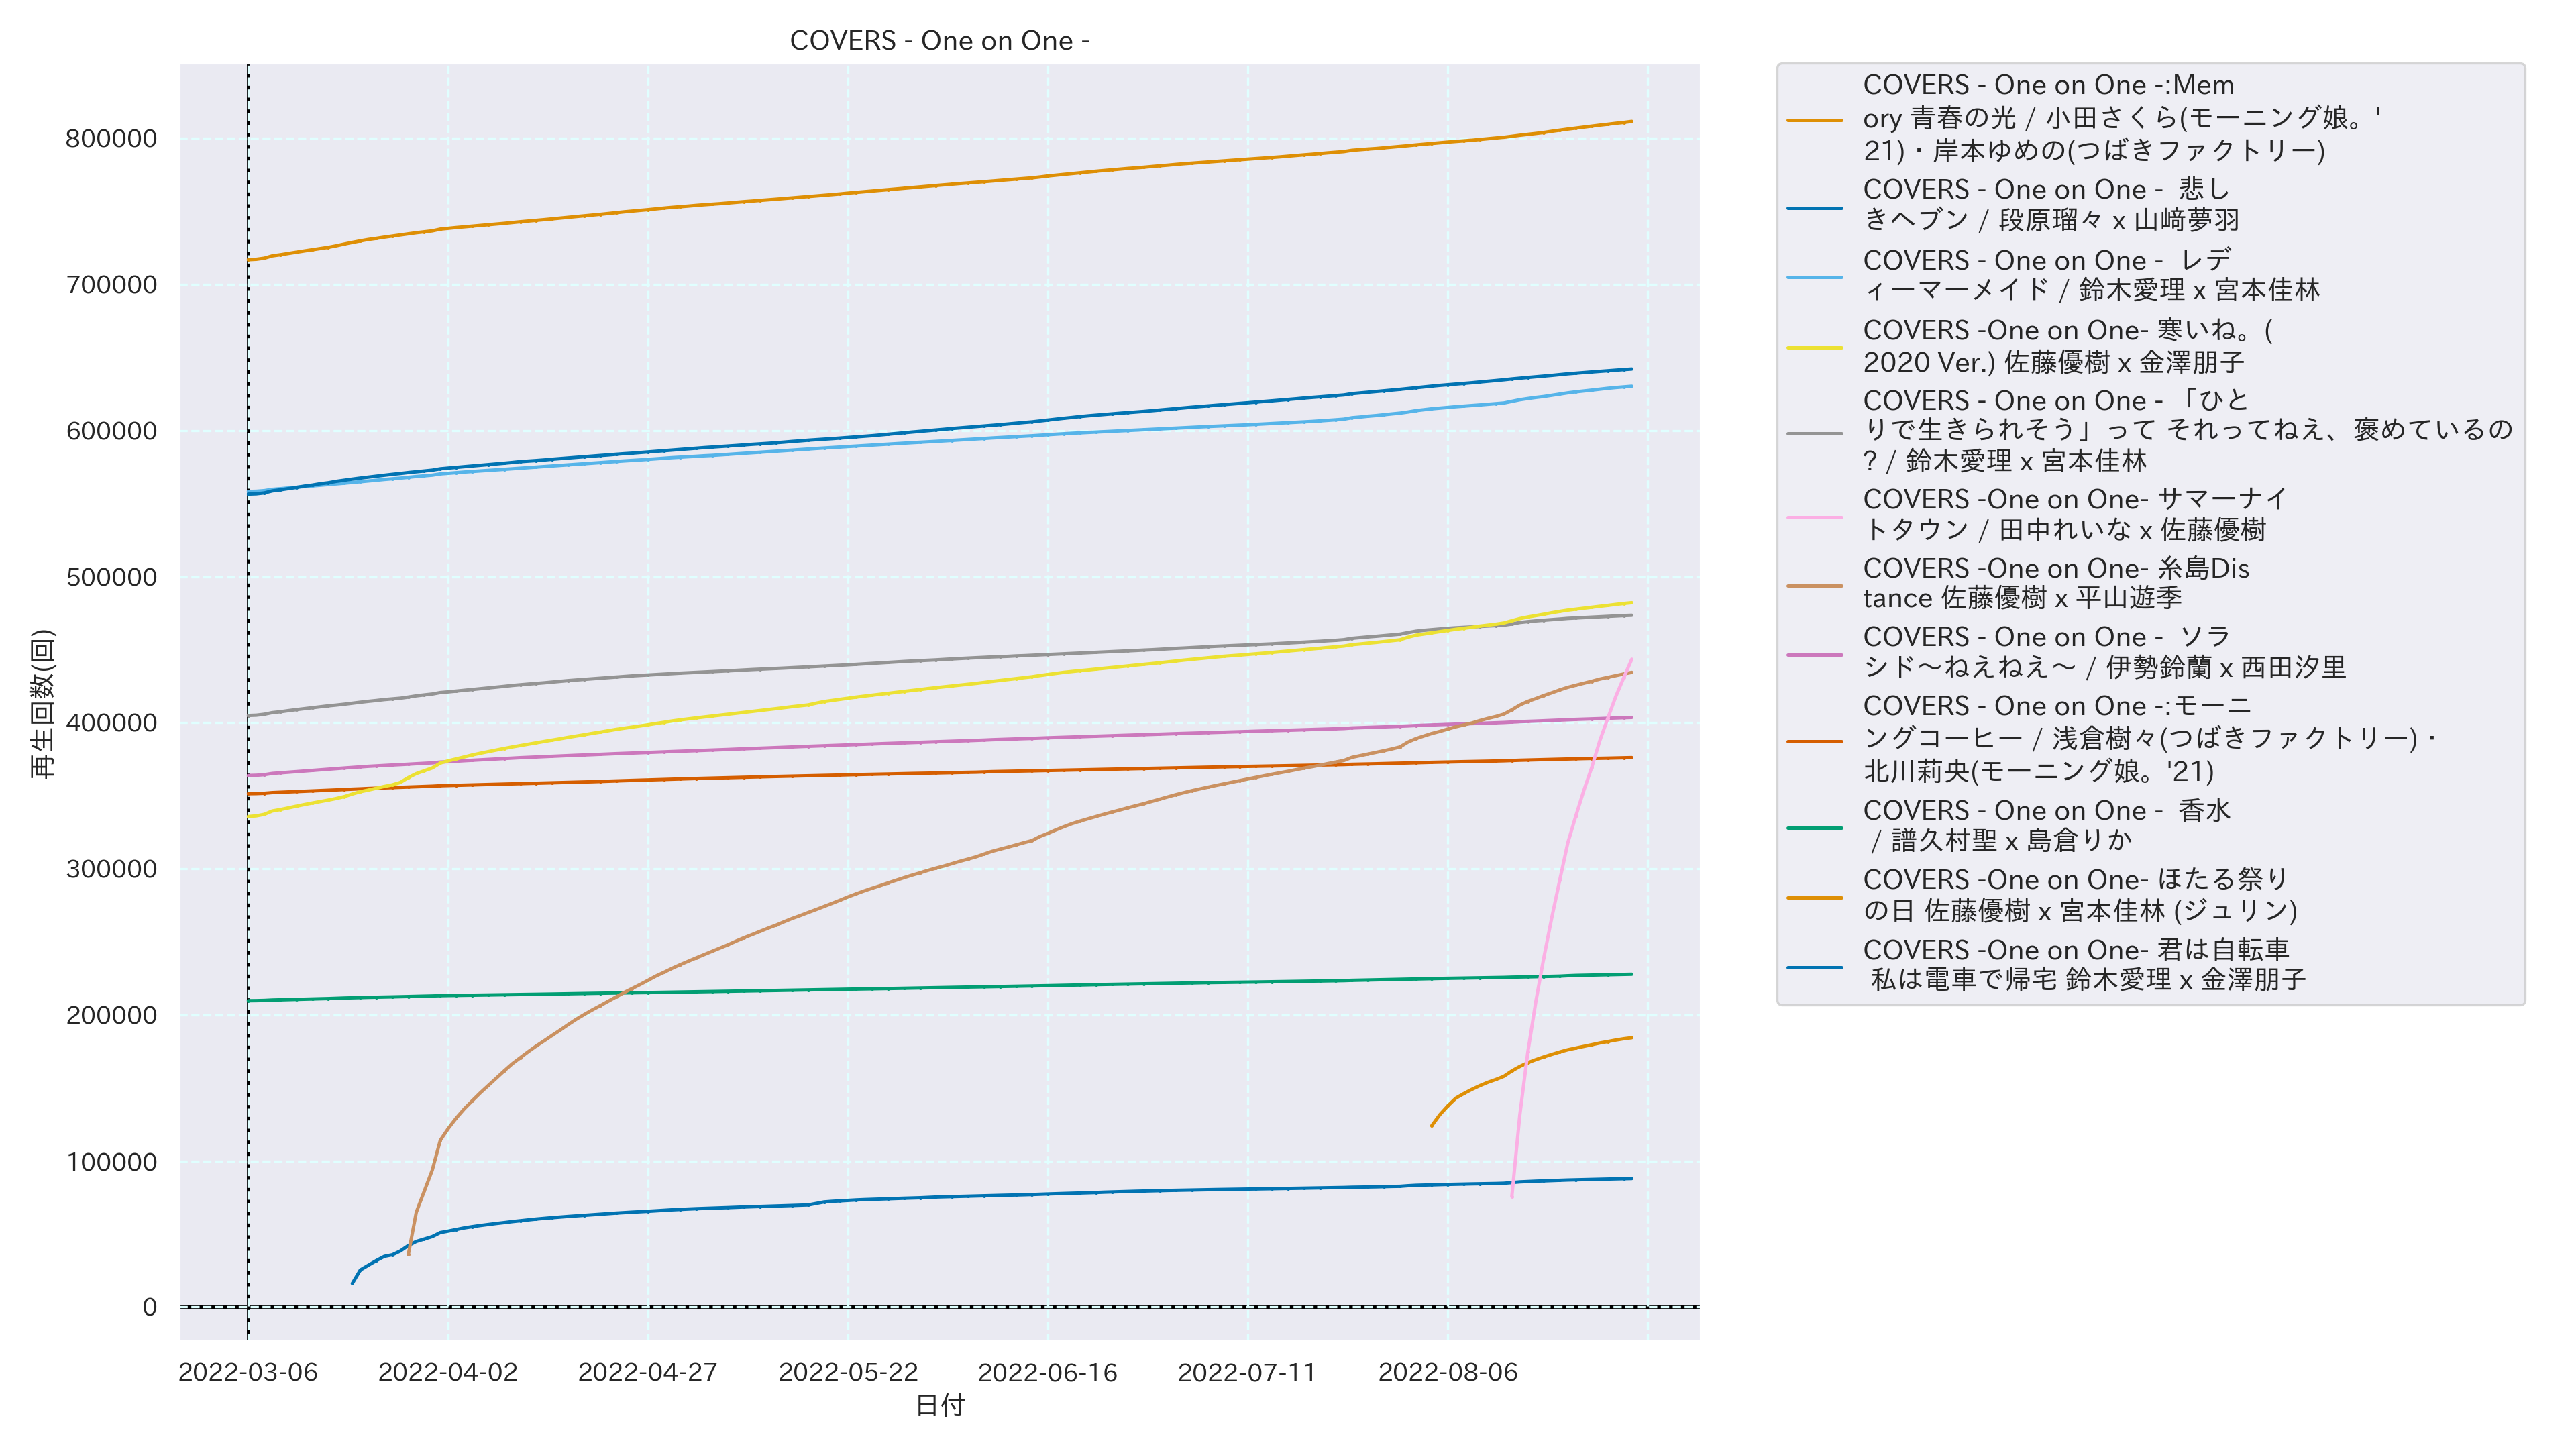 COVERS - One on One -
再生回数(回)
800000
700000
600000
500000
400000
300000
200000
100000
0
2022-03-06
2022-04-02
2022-04-27
2022-05-22
2022-06-16
2022-07-11
2022-08-06
日付
COVERS - One on One -:Mem
ory 青春の光 / 小田さくら(モーニング娘。'
21)・岸本ゆめの(つばきファクトリー)
COVERS - One on One -  悲し
きヘブン / 段原瑠々 x 山﨑夢羽
COVERS - One on One -  レデ
ィーマーメイド / 鈴木愛理 x 宮本佳林
COVERS -One on One- 寒いね。(
2020 Ver.) 佐藤優樹 x 金澤朋子
COVERS - One on One - 「ひと
りで生きられそう」って それってねえ、褒めているの
? / 鈴木愛理 x 宮本佳林
COVERS -One on One- サマーナイ
トタウン / 田中れいな x 佐藤優樹
COVERS -One on One- 糸島Dis
tance 佐藤優樹 x 平山遊季
COVERS - One on One -  ソラ
シド～ねえねえ～ / 伊勢鈴蘭 x 西田汐里
COVERS - One on One -:モーニ
ングコーヒー / 浅倉樹々(つばきファクトリー)・
北川莉央(モーニング娘。'21)
COVERS - One on One -  香水
/ 譜久村聖 x 島倉りか
COVERS -One on One- ほたる祭り
の日 佐藤優樹 x 宮本佳林 (ジュリン)
COVERS -One on One- 君は自転車
私は電車で帰宅 鈴木愛理 x 金澤朋子